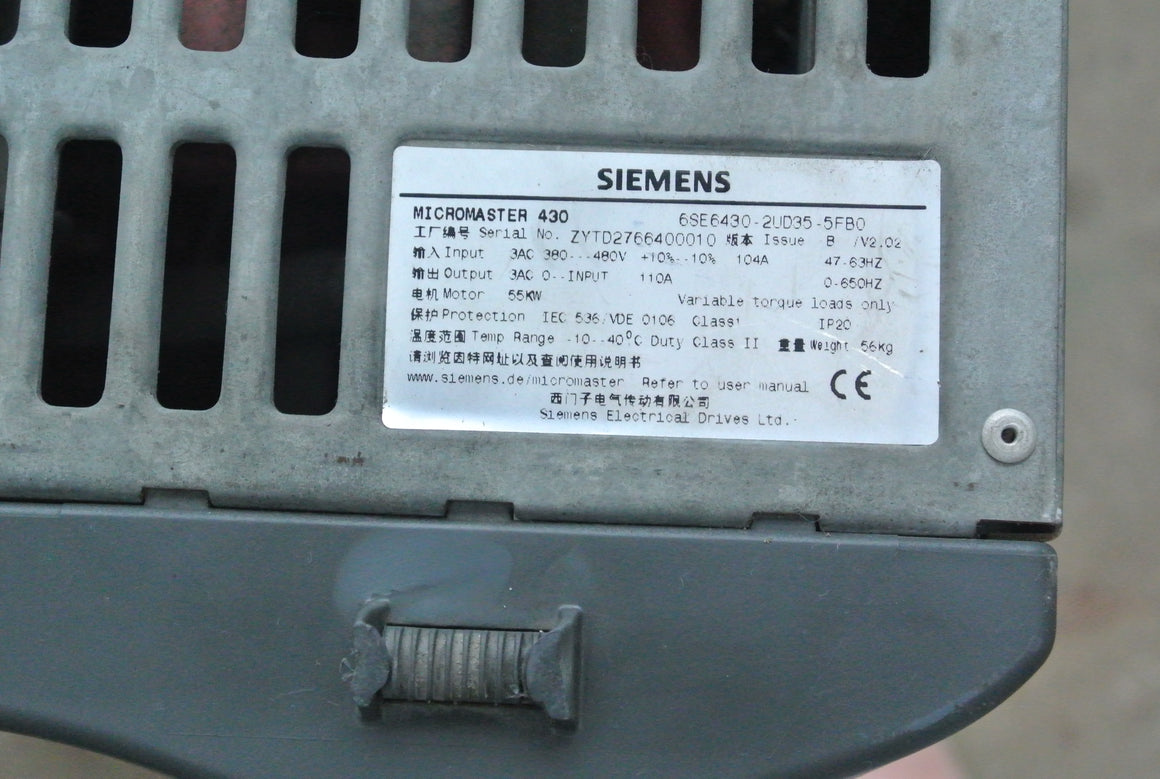 SIEMENS
MICROMASTER 430 6SE6430-2UD35-5FB0
工厂编号 Serial No. ZYTD2766400010 版本 Issue B /V2.02
输入 Input 3AC 380---480V +10%--10% 104A 47-63HZ
输出 Output 3AC 0--INPUT 110A 0-650HZ
电机 Motor 55KW Variable torque loads only
保护 Protection IEC 536/VDE 0106 Class1 IP20
温度范围 Temp Range -10--40°C Duty Class II 重量 Weight 56Kg
请浏览因特网址以及查阅使用说明书
www.siemens.de/micromaster Refer to user manual CE
西门子电气传动有限公司
Siemens Electrical Drives Ltd.